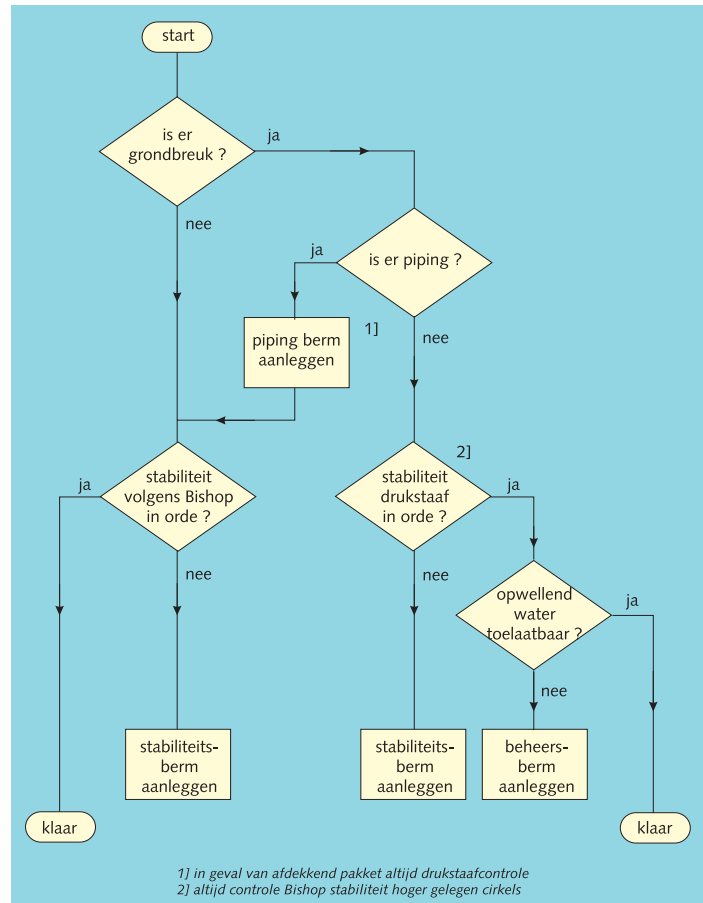 start
is er
grondbreuk ?
ja
nee
is er piping ?
ja
nee
piping berm
aanleggen
1]
stabiliteit
volgens Bishop
in orde ?
ja
nee
2]
stabiliteit
drukstaaf
in orde ?
ja
nee
opwellend
water
toelaatbaar ?
ja
nee
stabiliteits-
berm
aanleggen
stabiliteits-
berm
aanleggen
beheers-
berm
aanleggen
klaar
klaar
1] in geval van afdekkend pakket altijd drukstaafcontrole
2] altijd controle Bishop stabiliteit hoger gelegen cirkels